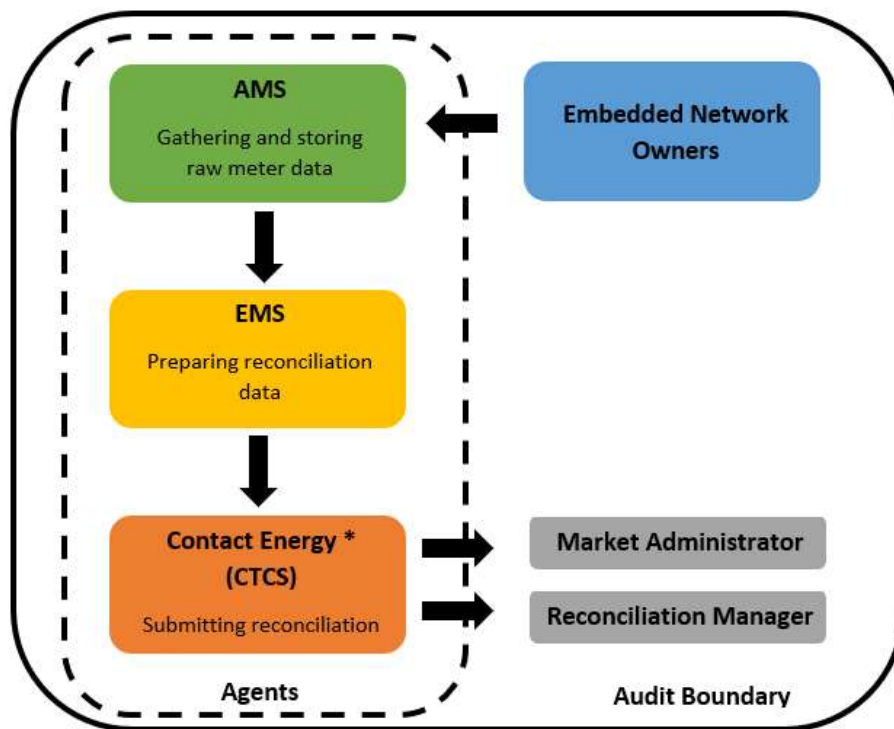 AMS
Gathering and storing
raw meter data
Embedded Network
Owners
EMS
Preparing reconciliation
data
Contact Energy *
(CTCS)
Submitting reconciliation
Market Administrator
Reconciliation Manager
Agents
Audit Boundary